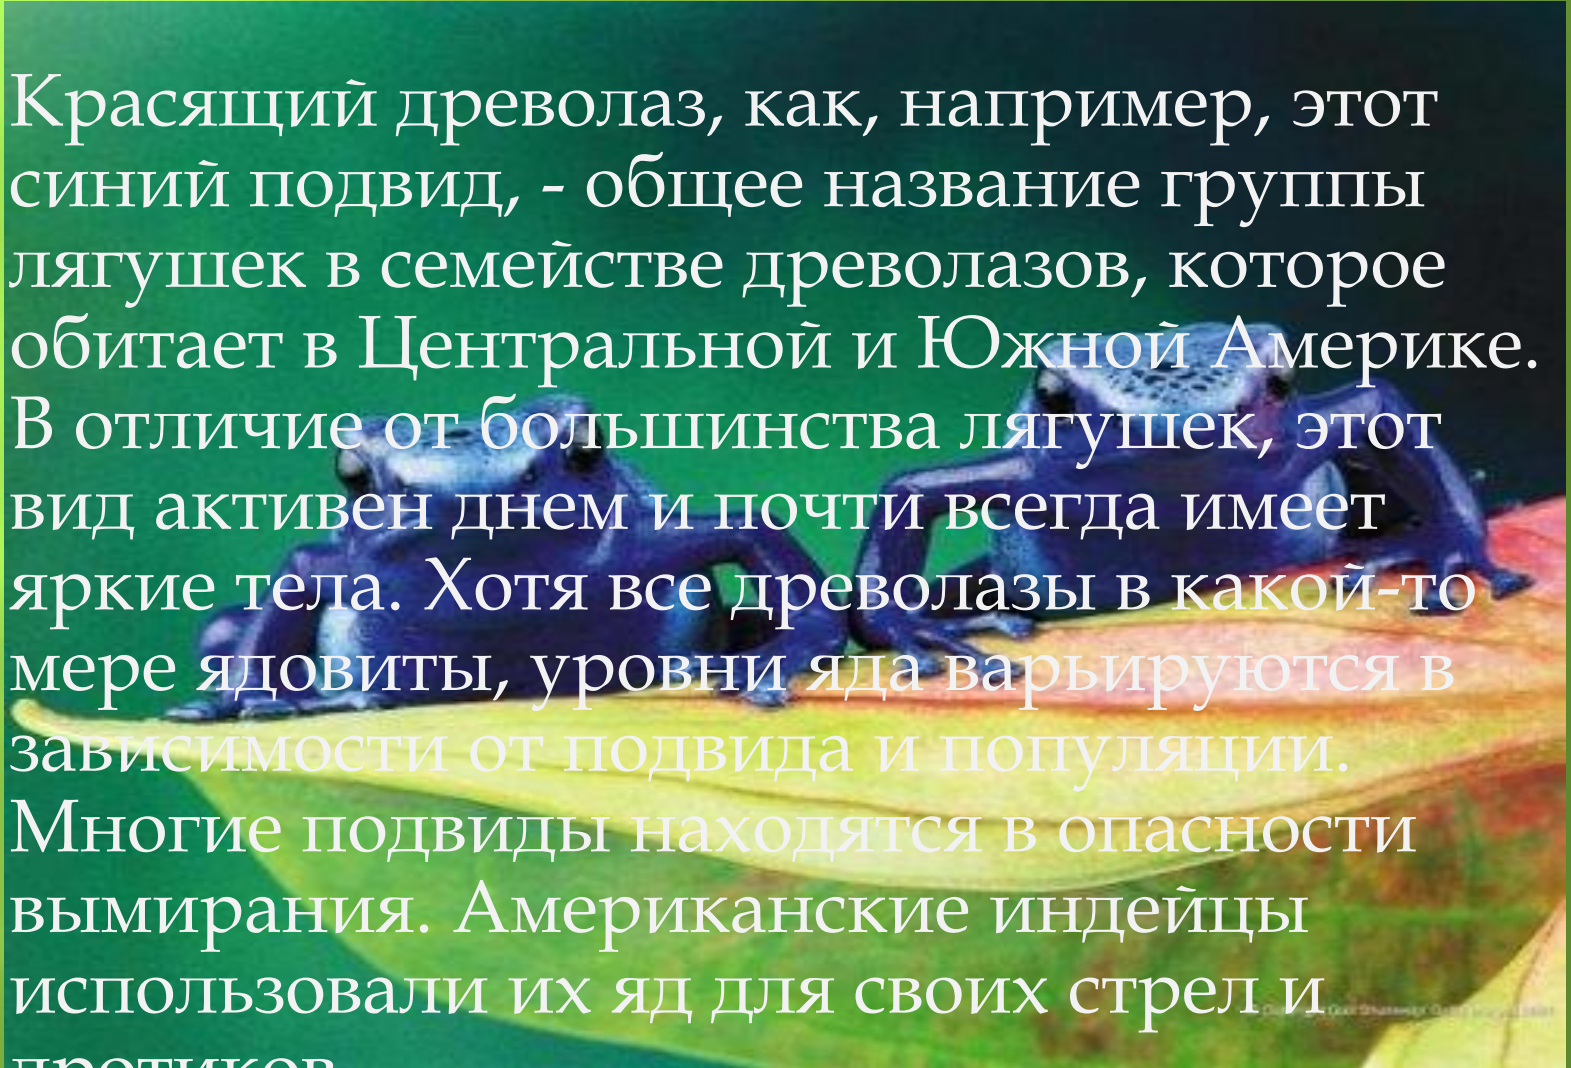 Красящий древолаз, как, например, этот
синий подвид, - общее название группы
лягушек в семействе древолазов, которое
обитает в Центральной и Южной Америке.
В отличие от большинства лягушек, этот
вид активен днем и почти всегда имеет
яркие тела. Хотя все древолазы в какой-то
мере ядовиты, уровни яда варьируются в
зависимости от подвида и популяции.
Многие подвиды находятся в опасности
вымирания. Американские индейцы
использовали их яд для своих стрел и
дротиков